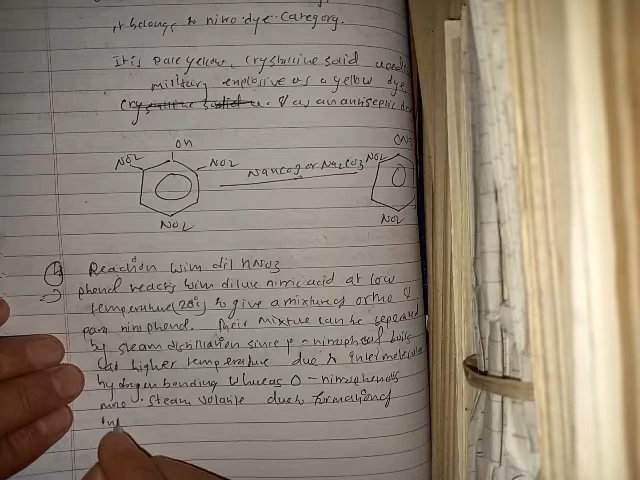 it belongs to nitro dye caregory.
It is pale yellow, crystalline solid used
military explosive as a yellow dye
& as an antiseptic
OH
NO2
NO2
NaHCO3 or Na2CO3
ON
NO2
NO2
NO2
Reaction with dil HNO3
phenol reacts with dilute nitric acid at low
temperature (20°c) to give a mixture of ortho &
para nitrophenol. Their mixture can be seperated
by steam distillation since p-nitrophenol boils
at higher temperature due to intermolecular
hydrogen bonding whereas O-nitrophenol is
more steam volatile due to formation of